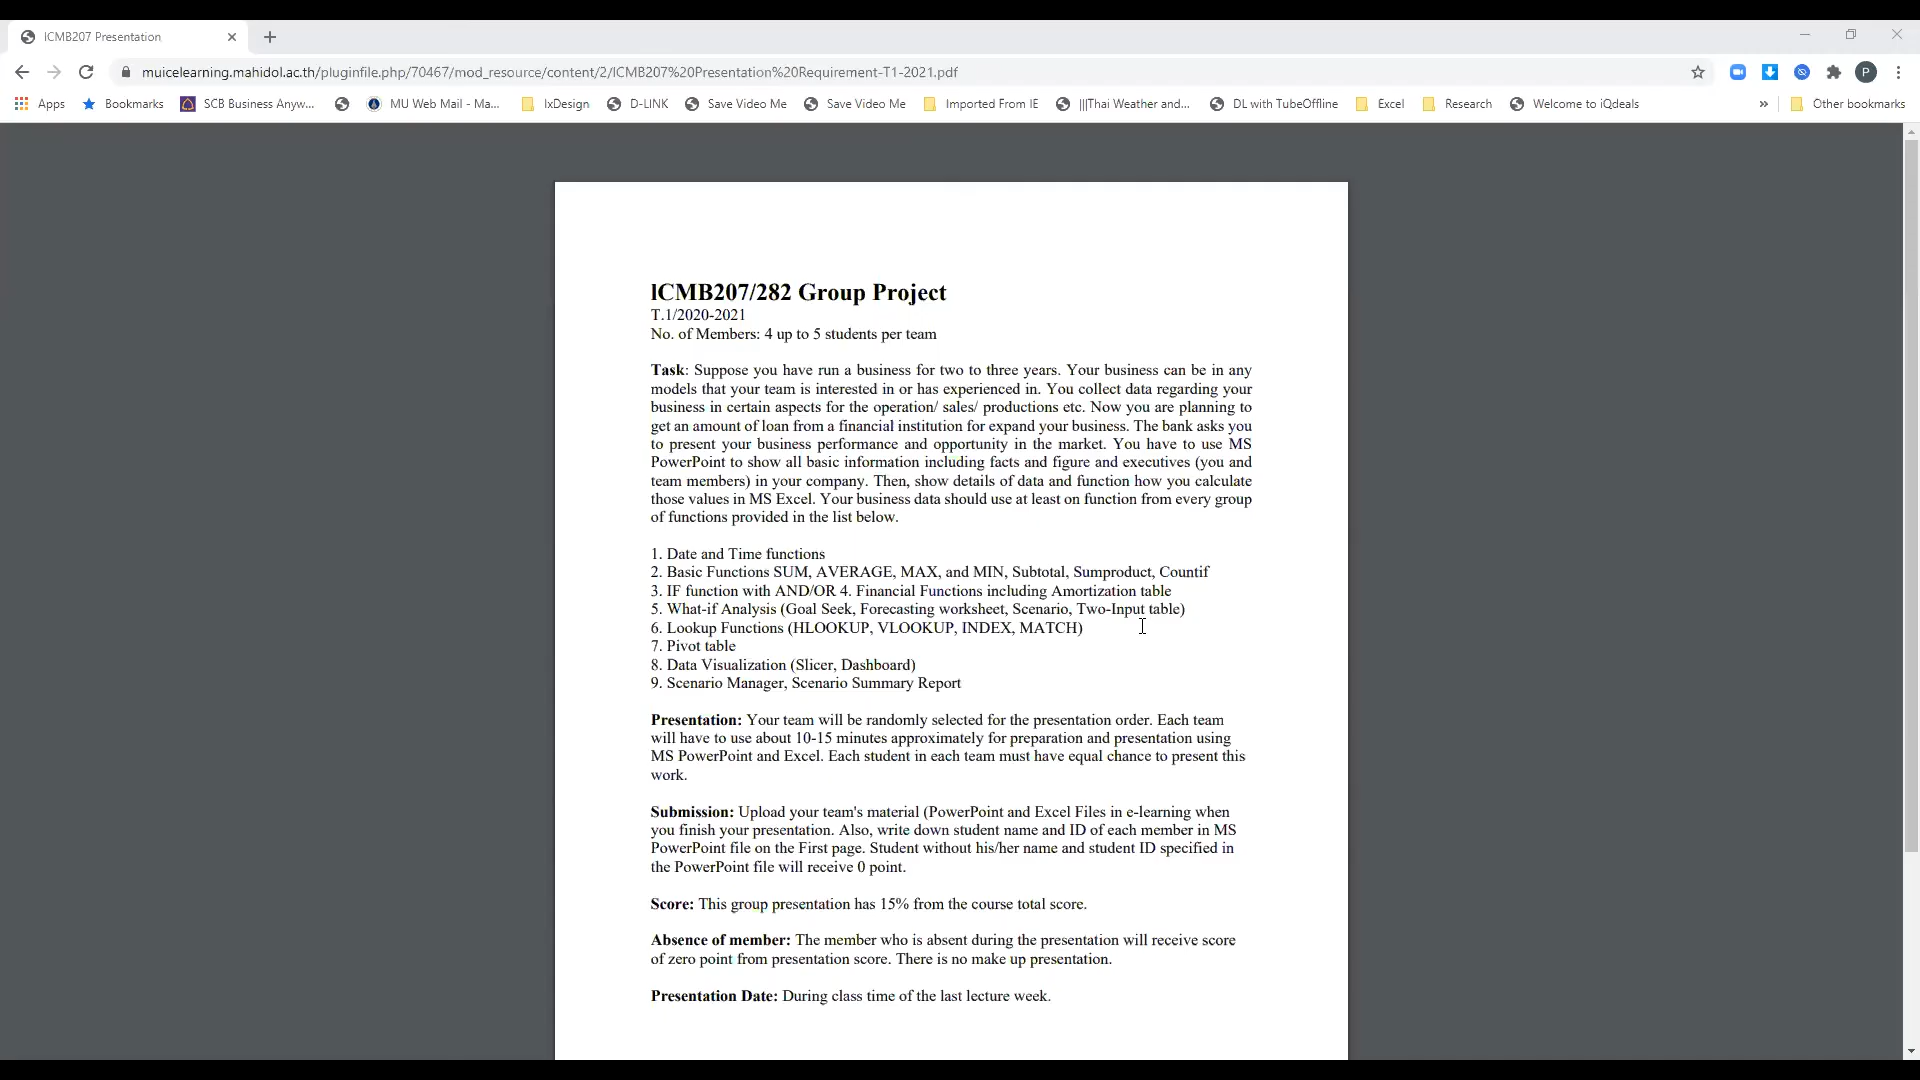 ICMB207 Presentation
muicelearning.mahidol.ac.th/pluginfile.php/70467/mod_resource/content/2/ICMB207%20Presentation%20Requirement-T1-2021.pdf
P
Apps Bookmarks SCB Business Anyw... MU Web Mail - Ma... IxDesign D-LINK Save Video Me Save Video Me Imported From IE |||Thai Weather and... DL with TubeOffline Excel Research Welcome to iQdeals » Other bookmarks
ICMB207/282 Group Project
T.1/2020-2021
No. of Members: 4 up to 5 students per team
Task: Suppose you have run a business for two to three years. Your business can be in any
models that your team is interested in or has experienced in. You collect data regarding your
business in certain aspects for the operation/ sales/ productions etc. Now you are planning to
get an amount of loan from a financial institution for expand your business. The bank asks you
to present your business performance and opportunity in the market. You have to use MS
PowerPoint to show all basic information including facts and figure and executives (you and
team members) in your company. Then, show details of data and function how you calculate
those values in MS Excel. Your business data should use at least on function from every group
of functions provided in the list below.
1. Date and Time functions
2. Basic Functions SUM, AVERAGE, MAX, and MIN, Subtotal, Sumproduct, Countif
3. IF function with AND/OR 4. Financial Functions including Amortization table
5. What-if Analysis (Goal Seek, Forecasting worksheet, Scenario, Two-Input table)
6. Lookup Functions (HLOOKUP, VLOOKUP, INDEX, MATCH)
7. Pivot table
8. Data Visualization (Slicer, Dashboard)
9. Scenario Manager, Scenario Summary Report
Presentation: Your team will be randomly selected for the presentation order. Each team
will have to use about 10-15 minutes approximately for preparation and presentation using
MS PowerPoint and Excel. Each student in each team must have equal chance to present this
work.
Submission: Upload your team's material (PowerPoint and Excel Files in e-learning when
you finish your presentation. Also, write down student name and ID of each member in MS
PowerPoint file on the First page. Student without his/her name and student ID specified in
the PowerPoint file will receive 0 point.
Score: This group presentation has 15% from the course total score.
Absence of member: The member who is absent during the presentation will receive score
of zero point from presentation score. There is no make up presentation.
Presentation Date: During class time of the last lecture week.